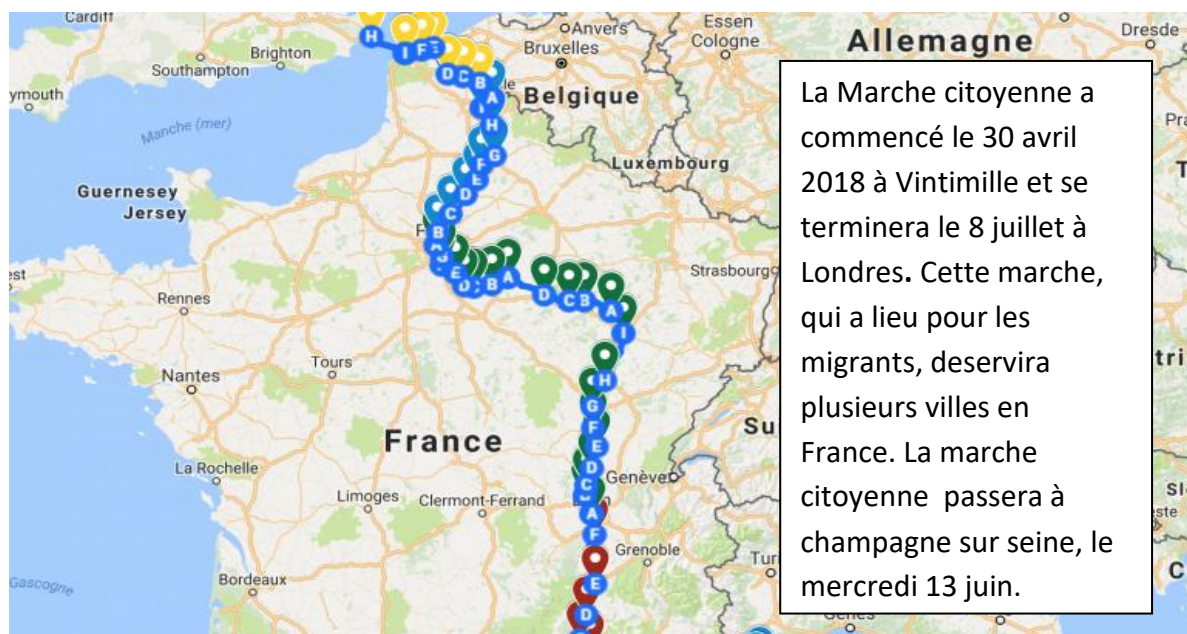 Cardiff
Essen
Anvers
Dresde
Brighton
Bruxelles
Cologne
Allemagne
Southampton
ymouth
Belgique
Manche (mer)
Luxembourg
Guernesey
Jersey
Strasbourg
Rennes
Tours
Nantes
France
La Rochelle
Genève
Limoges
Clermont-Ferrand
Grenoble
Bordeaux
Gascogne
La Marche citoyenne a
commencé le 30 avril
2018 à Vintimille et se
terminera le 8 juillet à
Londres. Cette marche,
qui a lieu pour les
migrants, deservira
plusieurs villes en
France. La marche
citoyenne  passera à
champagne sur seine, le
mercredi 13 juin.